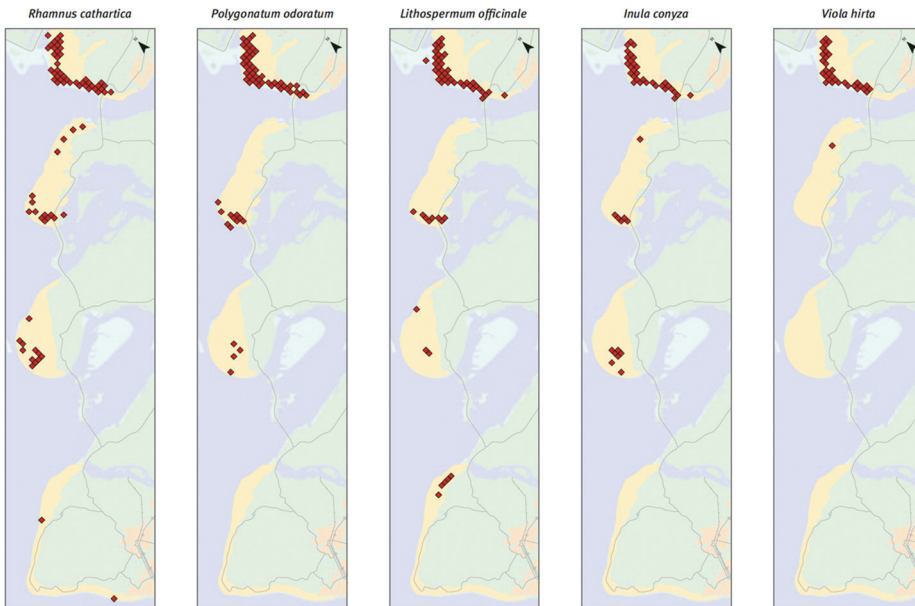 Rhamnus cathartica
Polygonatum odoratum
Lithospermum officinale
Inula conyza
Viola hirta